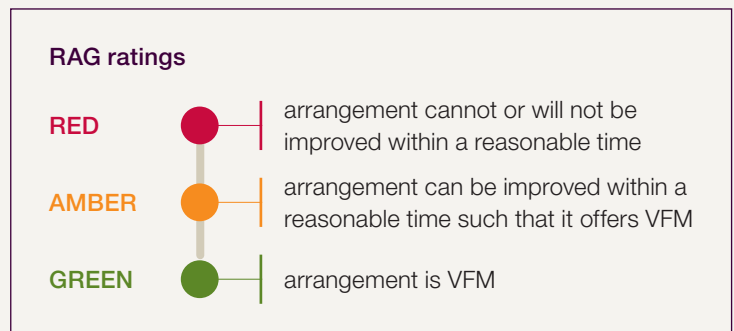 RAG ratings
RED
arrangement cannot or will not be
improved within a reasonable time
AMBER
arrangement can be improved within a
reasonable time such that it offers VFM
GREEN
arrangement is VFM